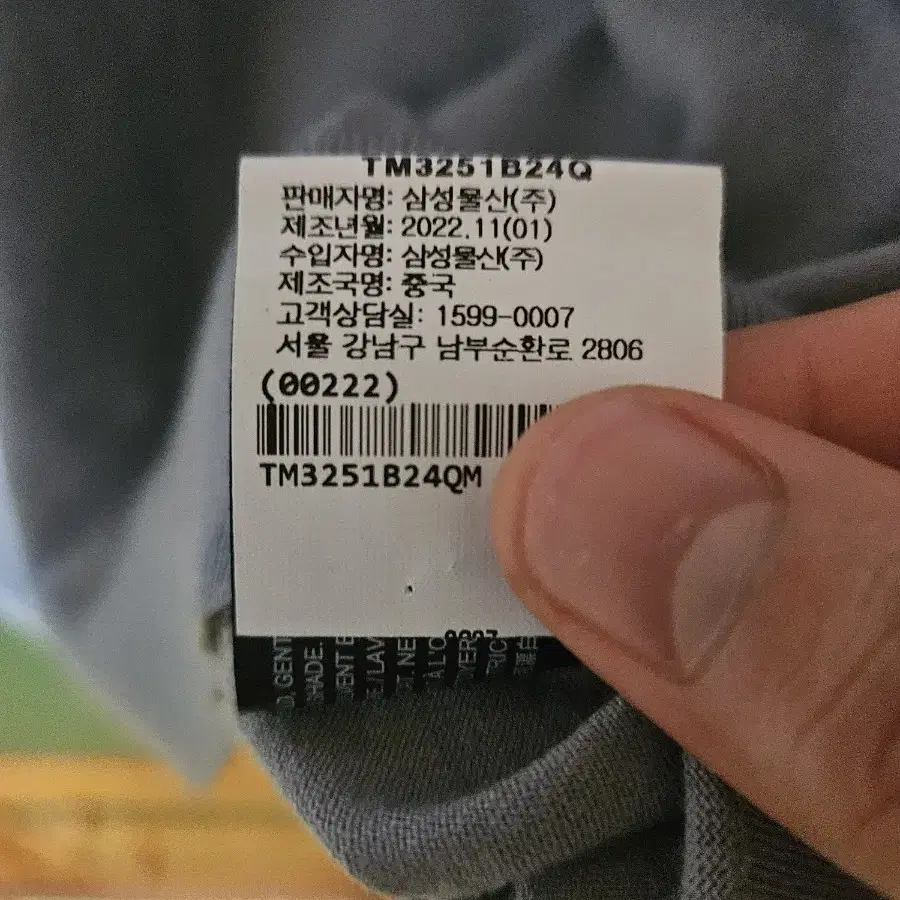 TM3251B24Q
판매자명: 삼성물산(주)
제조년월: 2022.11(01)
수입자명: 삼성물산(주)
제조국명: 중국
고객상담실: 1599-0007
서울 강남구 남부순환로 2806
(00222)
TM3251B24QM